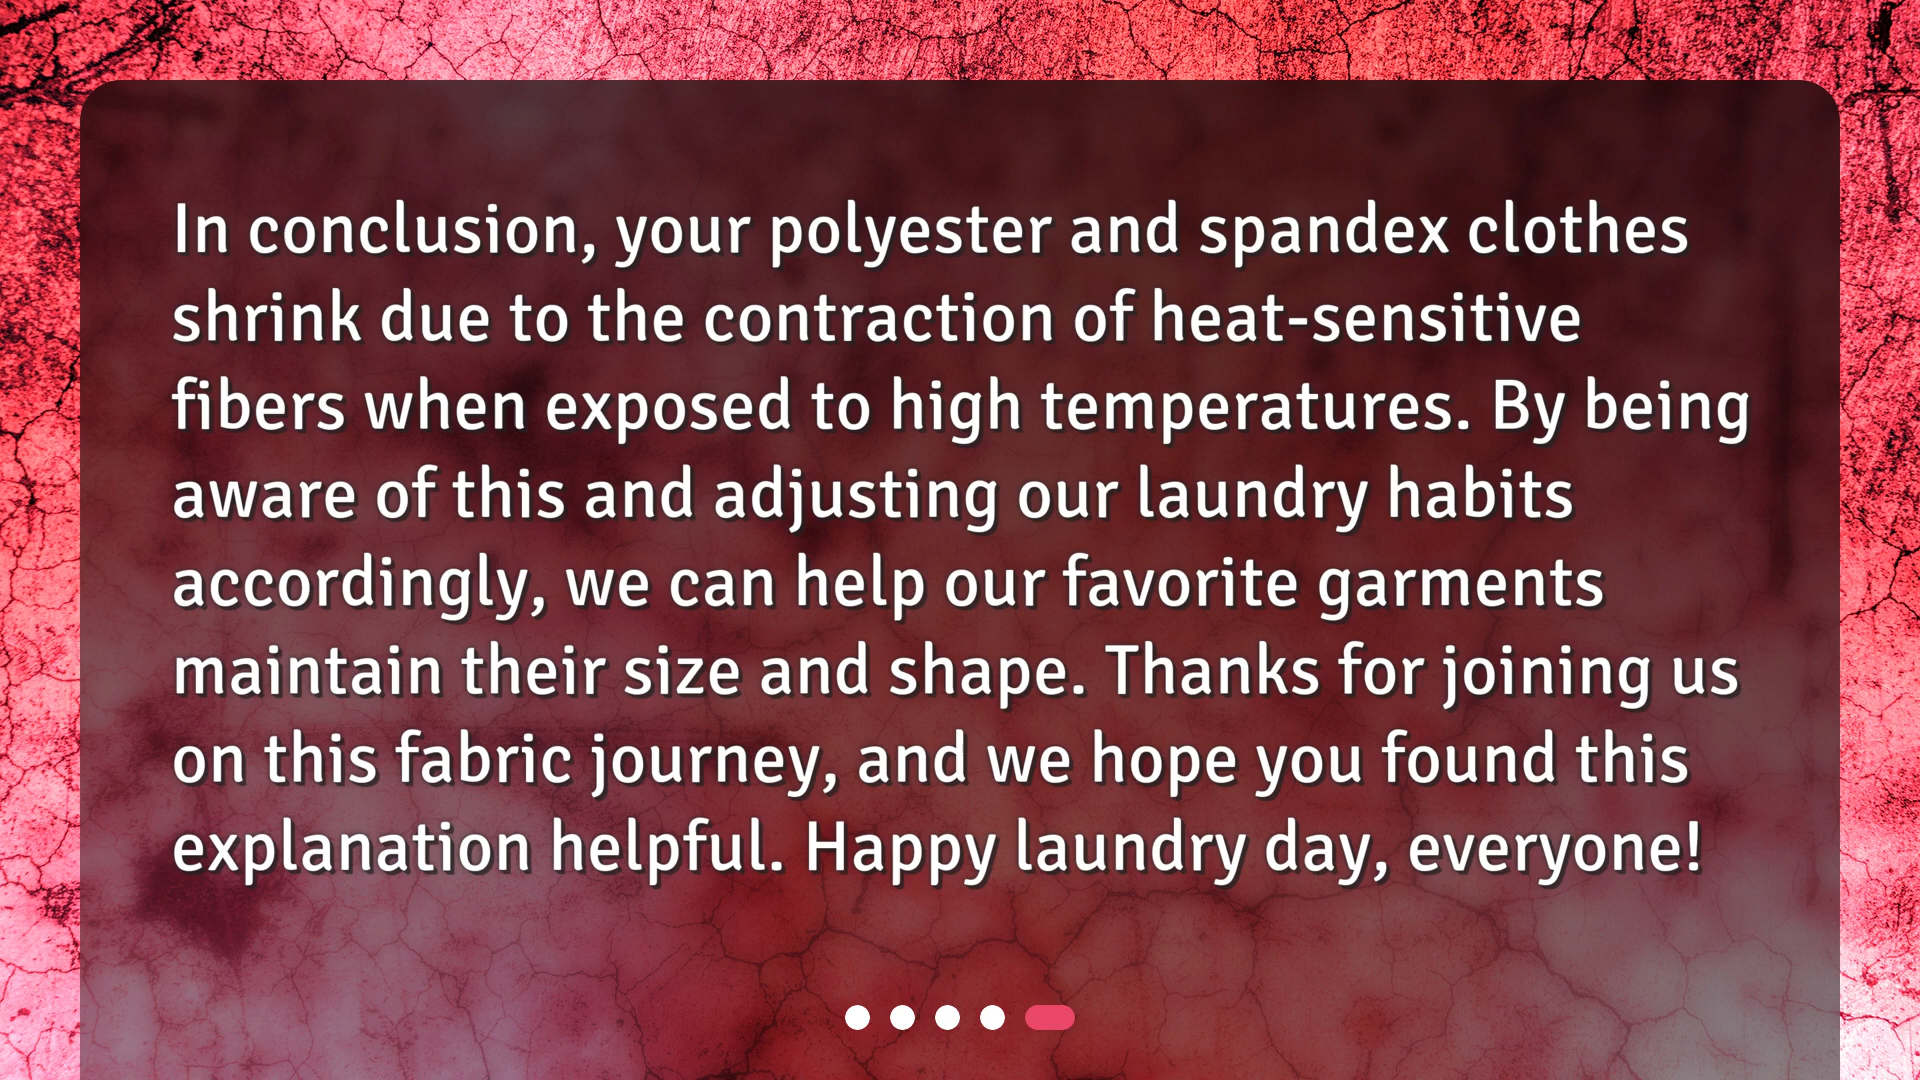 In conclusion, your polyester and spandex clothes
shrink due to the contraction of heat-sensitive
fibers when exposed to high temperatures. By being
aware of this and adjusting our laundry habits
accordingly, we can help our favorite garments
maintain their size and shape. Thanks for joining us
on this fabric journey, and we hope you found this
explanation helpful. Happy laundry day, everyone!